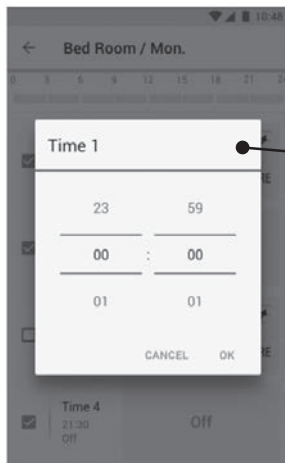 10:48
Bed Room / Mon.
0 3 6 9 12 15 18 21 24
Time 1
23 59
00 : 00
01 01
CANCEL OK
Time 4
21:30
Off
Off